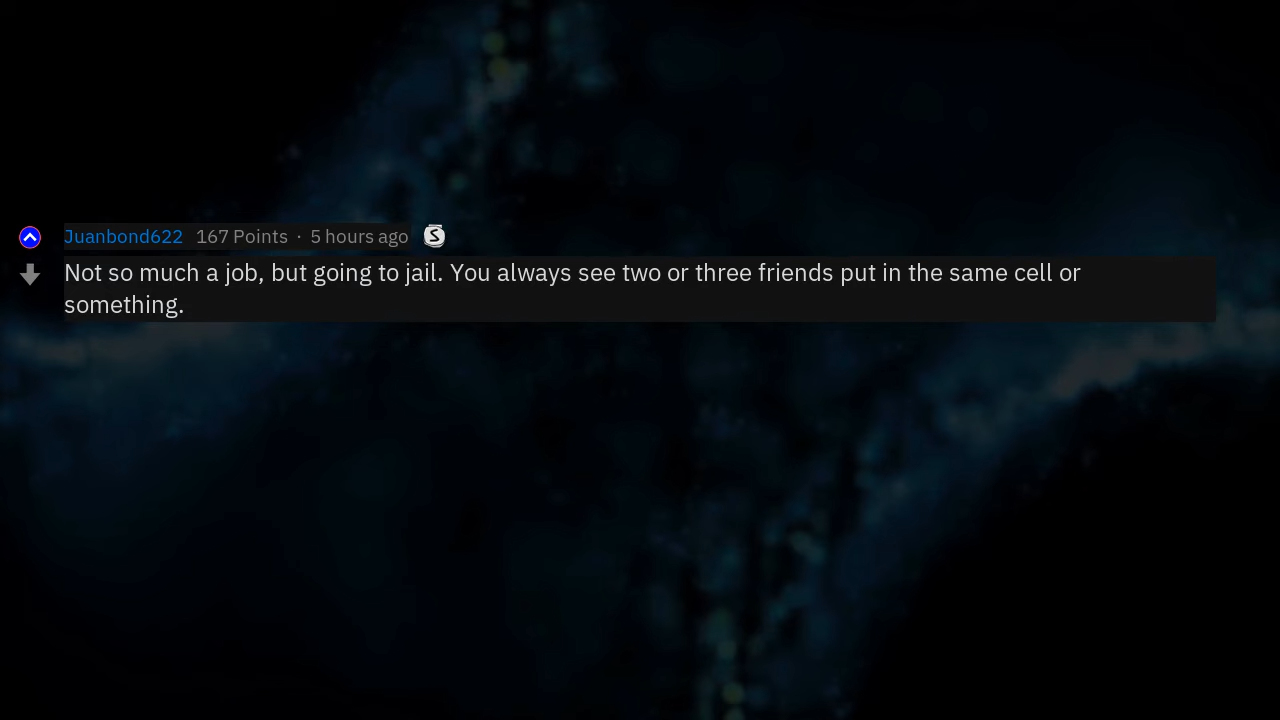 Juanbond622 167 Points · 5 hours ago
Not so much a job, but going to jail. You always see two or three friends put in the same cell or
something.